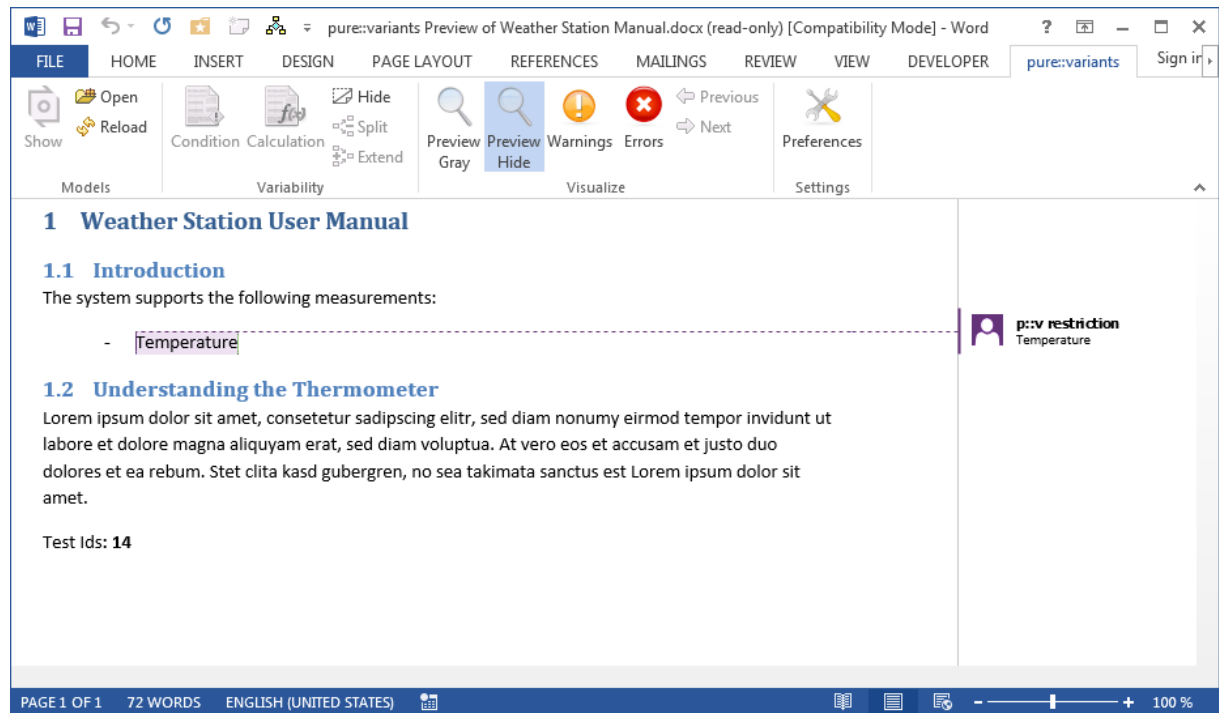 pure::variants Preview of Weather Station Manual.docx (read-only) [Compatibility Mode] - Word
FILE HOME INSERT DESIGN PAGE LAYOUT REFERENCES MAILINGS REVIEW VIEW DEVELOPER pure::variants Sign in
Show
Open
Reload
Models
Condition
Calculation
Hide
Split
Extend
Variability
Preview Gray
Preview Hide
Warnings
Errors
Previous
Next
Visualize
Preferences
Settings
1 Weather Station User Manual
1.1 Introduction
The system supports the following measurements:
- Temperature
p::v restriction
Temperature
1.2 Understanding the Thermometer
Lorem ipsum dolor sit amet, consetetur sadipscing elitr, sed diam nonumy eirmod tempor invidunt ut
labore et dolore magna aliquyam erat, sed diam voluptua. At vero eos et accusam et justo duo
dolores et ea rebum. Stet clita kasd gubergren, no sea takimata sanctus est Lorem ipsum dolor sit
amet.
Test Ids: 14
PAGE 1 OF 1 72 WORDS ENGLISH (UNITED STATES) 100 %